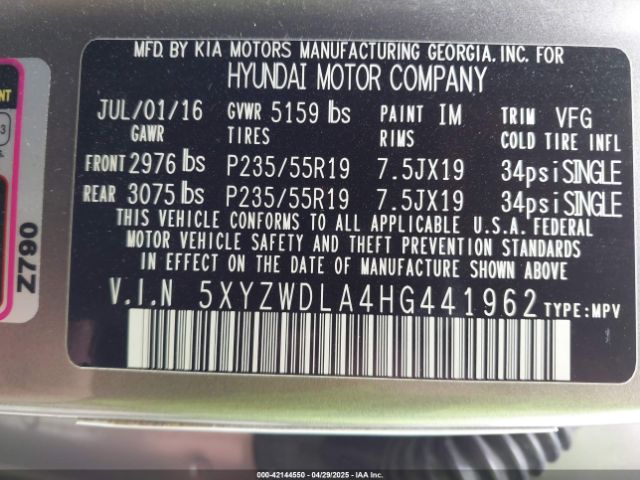 MFD. BY KIA MOTORS MANUFACTURING GEORGIA. INC. FOR
HYUNDAI MOTOR COMPANY
JUL/01/16 GVWR 5159 lbs PAINT IM TRIM VFG
GAWR TIRES RIMS COLD TIRE INFL
FRONT 2976 lbs P235/55R19 7.5JX19 34psi SINGLE
REAR 3075 lbs P235/55R19 7.5JX19 34psi SINGLE
THIS VEHICLE CONFORMS TO ALL APPLICABLE U.S.A. FEDERAL
MOTOR VEHICLE SAFETY AND THEFT PREVENTION STANDARDS
IN EFFECT ON THE DATE OF MANUFACTURE SHOWN ABOVE
V.I.N 5XYZWDLA4HG441962 TYPE: MPV
Z790
000-42144550 04/29/2025 IAA Inc.